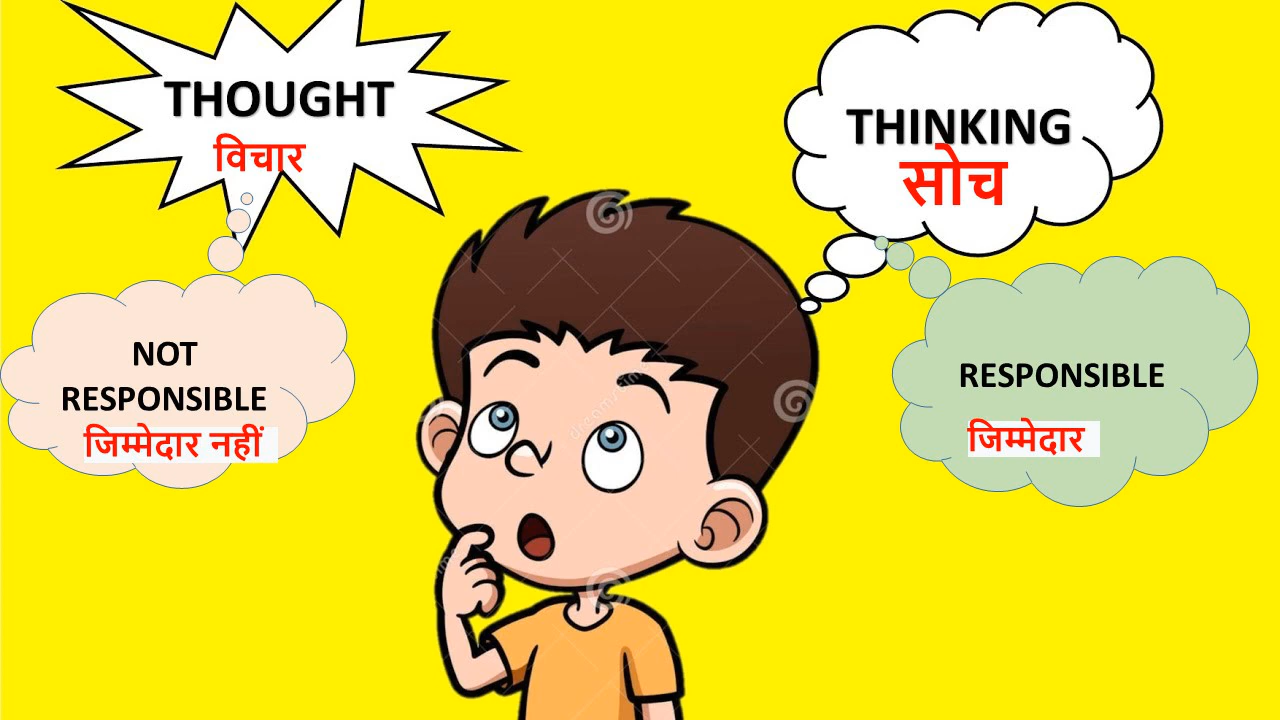 THOUGHT
विचार
THINKING
सोच
NOT
RESPONSIBLE
जिम्मेदार नहीं
RESPONSIBLE
जिम्मेदार